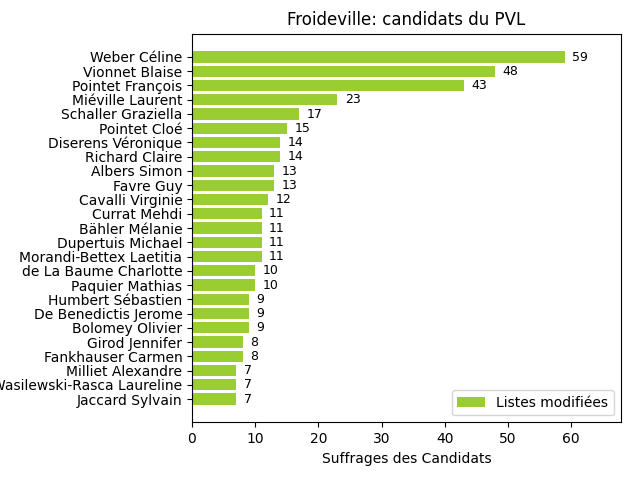 Froideville: candidats du PVL
Weber Céline 59
Vionnet Blaise 48
Pointet François 43
Miéville Laurent 23
Schaller Graziella 17
Pointet Cloé 15
Diserens Véronique 14
Richard Claire 14
Albers Simon 13
Favre Guy 13
Cavalli Virginie 12
Currat Mehdi 11
Bähler Mélanie 11
Dupertuis Michael 11
Morandi-Bettex Laetitia 11
de La Baume Charlotte 10
Paquier Mathias 10
Humbert Sébastien 9
De Benedictis Jerome 9
Bolomey Olivier 9
Girod Jennifer 8
Fankhauser Carmen 8
Milliet Alexandre 7
Wasilewski-Rasca Laureline 7
Jaccard Sylvain 7
Listes modifiées
0 10 20 30 40 50 60
Suffrages des Candidats